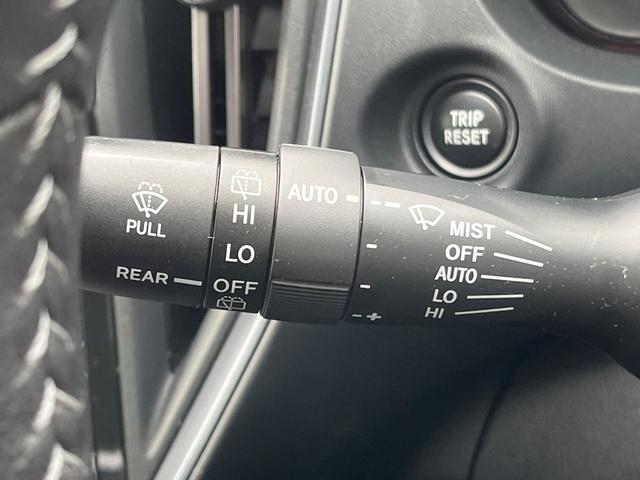 TRIP
RESET
PULL
REAR
HI
LO
OFF
AUTO
MIST
OFF
AUTO
LO
HI